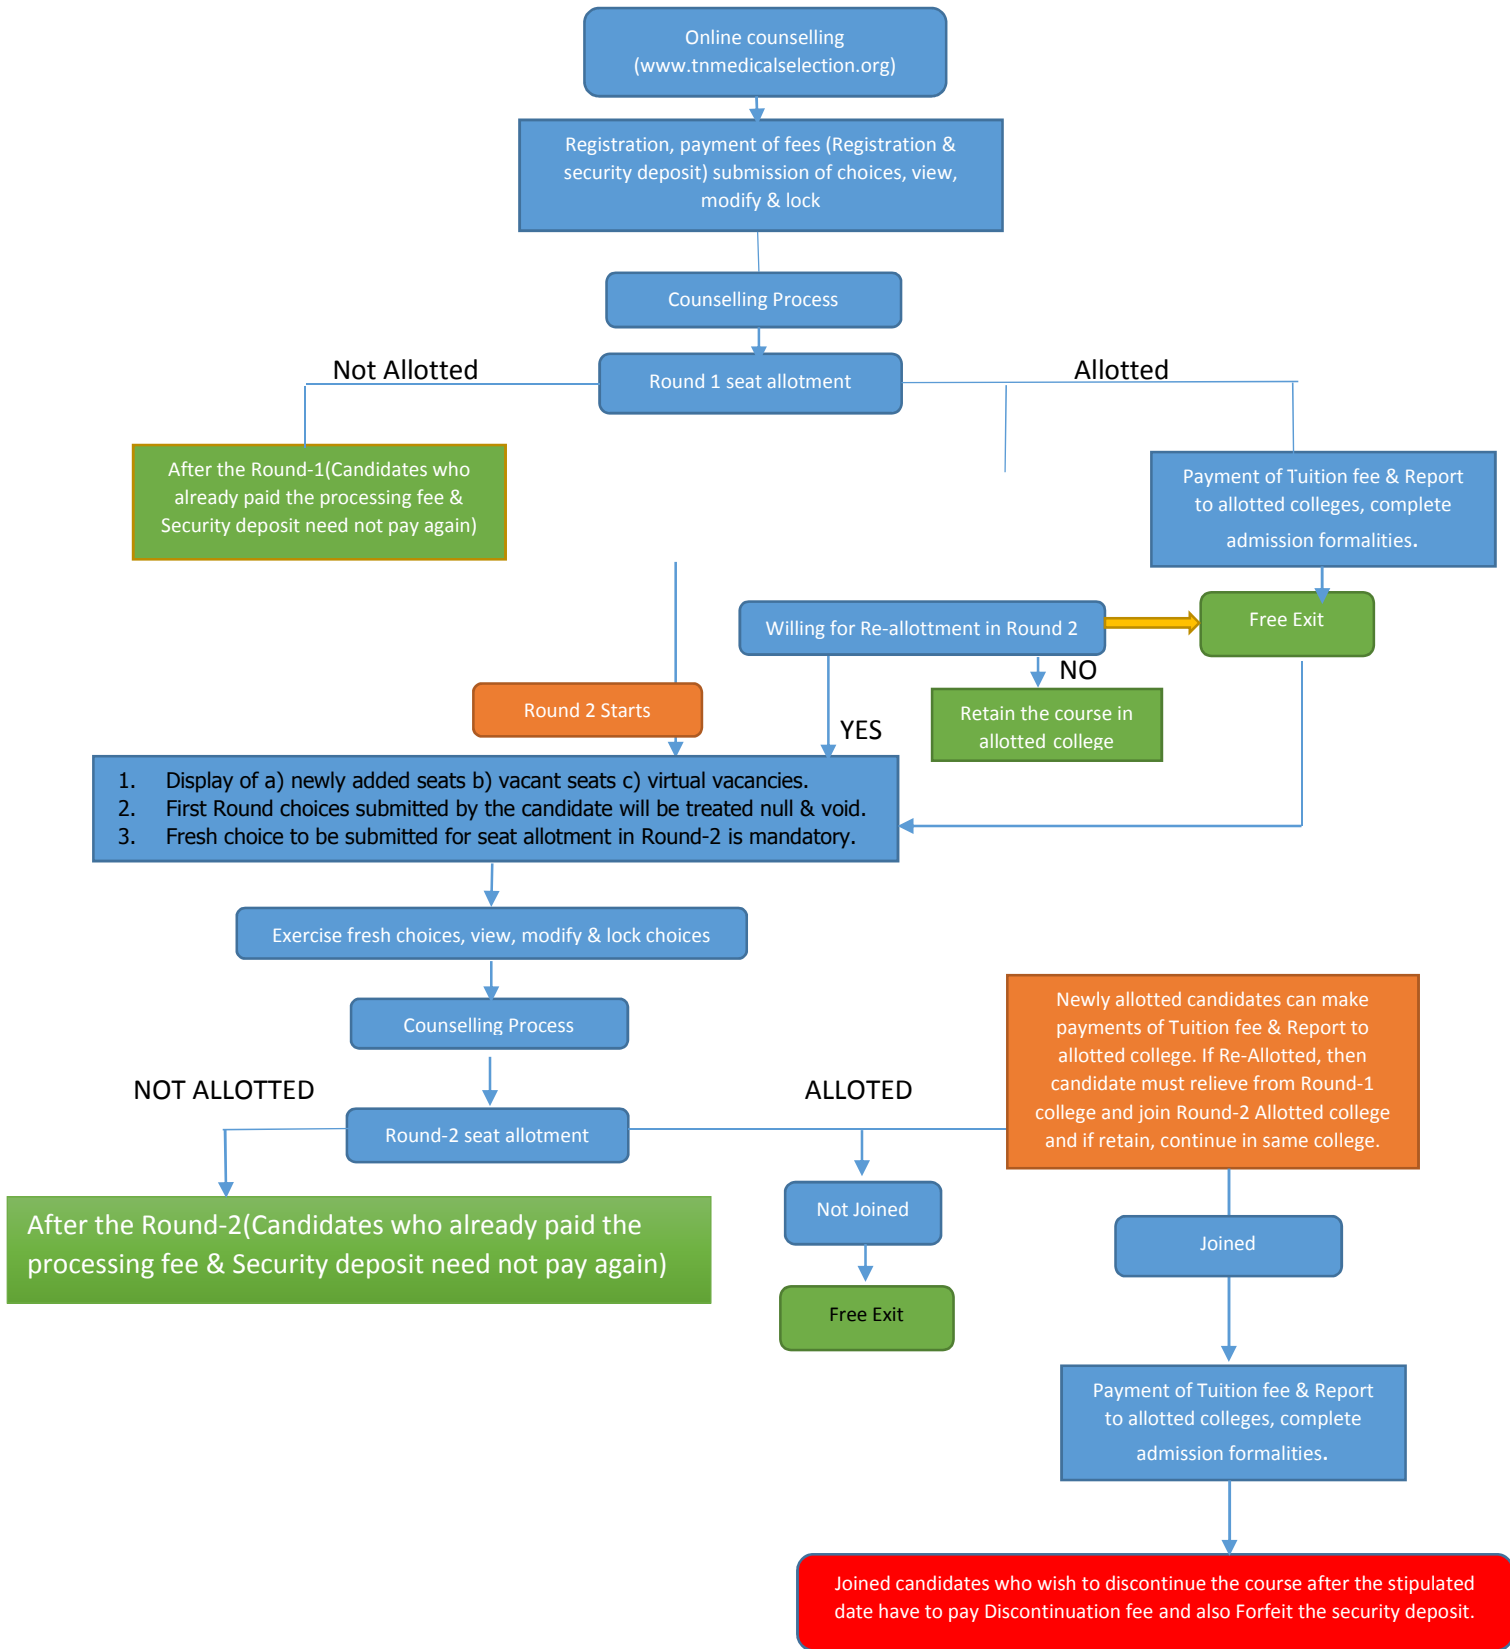 Online counselling
(www.tnmedicalselection.org)
Registration, payment of fees (Registration &
security deposit) submission of choices, view,
modify & lock
Counselling Process
Not Allotted
Round 1 seat allotment
Allotted
After the Round-1(Candidates who
already paid the processing fee &
Security deposit need not pay again)
Payment of Tuition fee & Report
to allotted colleges, complete
admission formalities.
Willing for Re-allottment in Round 2
Free Exit
NO
Retain the course in
allotted college
Round 2 Starts
YES
1. Display of a) newly added seats b) vacant seats c) virtual vacancies.
2. First Round choices submitted by the candidate will be treated null & void.
3. Fresh choice to be submitted for seat allotment in Round-2 is mandatory.
Exercise fresh choices, view, modify & lock choices
Counselling Process
Newly allotted candidates can make
payments of Tuition fee & Report to
allotted college. If Re-Allotted, then
candidate must relieve from Round-1
college and join Round-2 Allotted college
and if retain, continue in same college.
NOT ALLOTTED
ALLOTED
Round-2 seat allotment
After the Round-2(Candidates who already paid the
processing fee & Security deposit need not pay again)
Not Joined
Joined
Free Exit
Payment of Tuition fee & Report
to allotted colleges, complete
admission formalities.
Joined candidates who wish to discontinue the course after the stipulated
date have to pay Discontinuation fee and also Forfeit the security deposit.